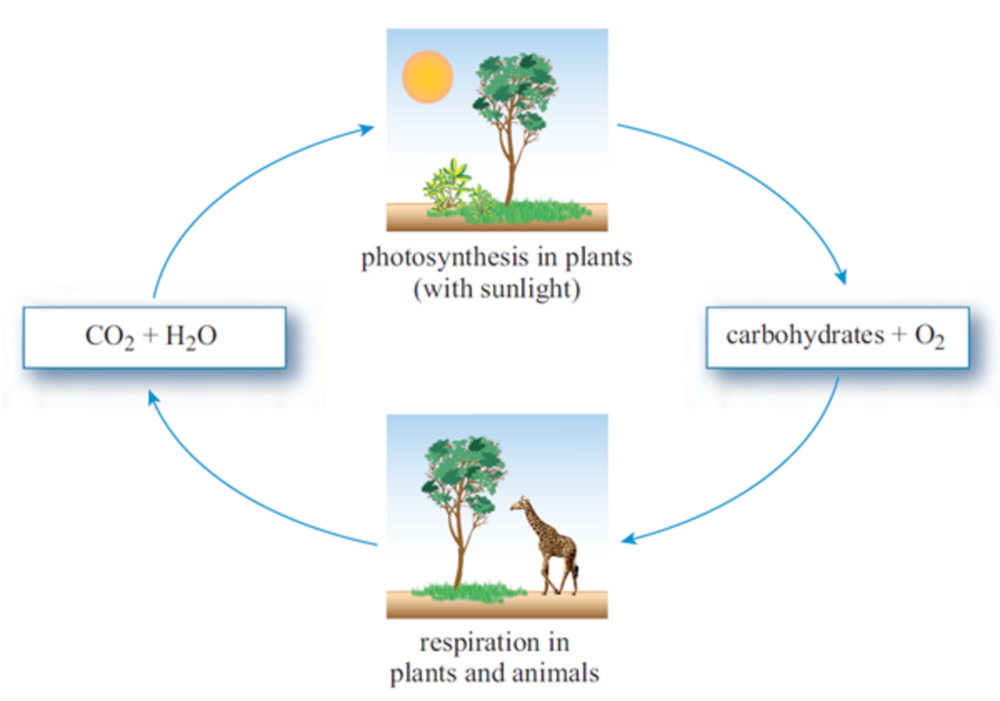 photosynthesis in plants
(with sunlight)
CO₂ + H₂O
carbohydrates + O₂
respiration in
plants and animals